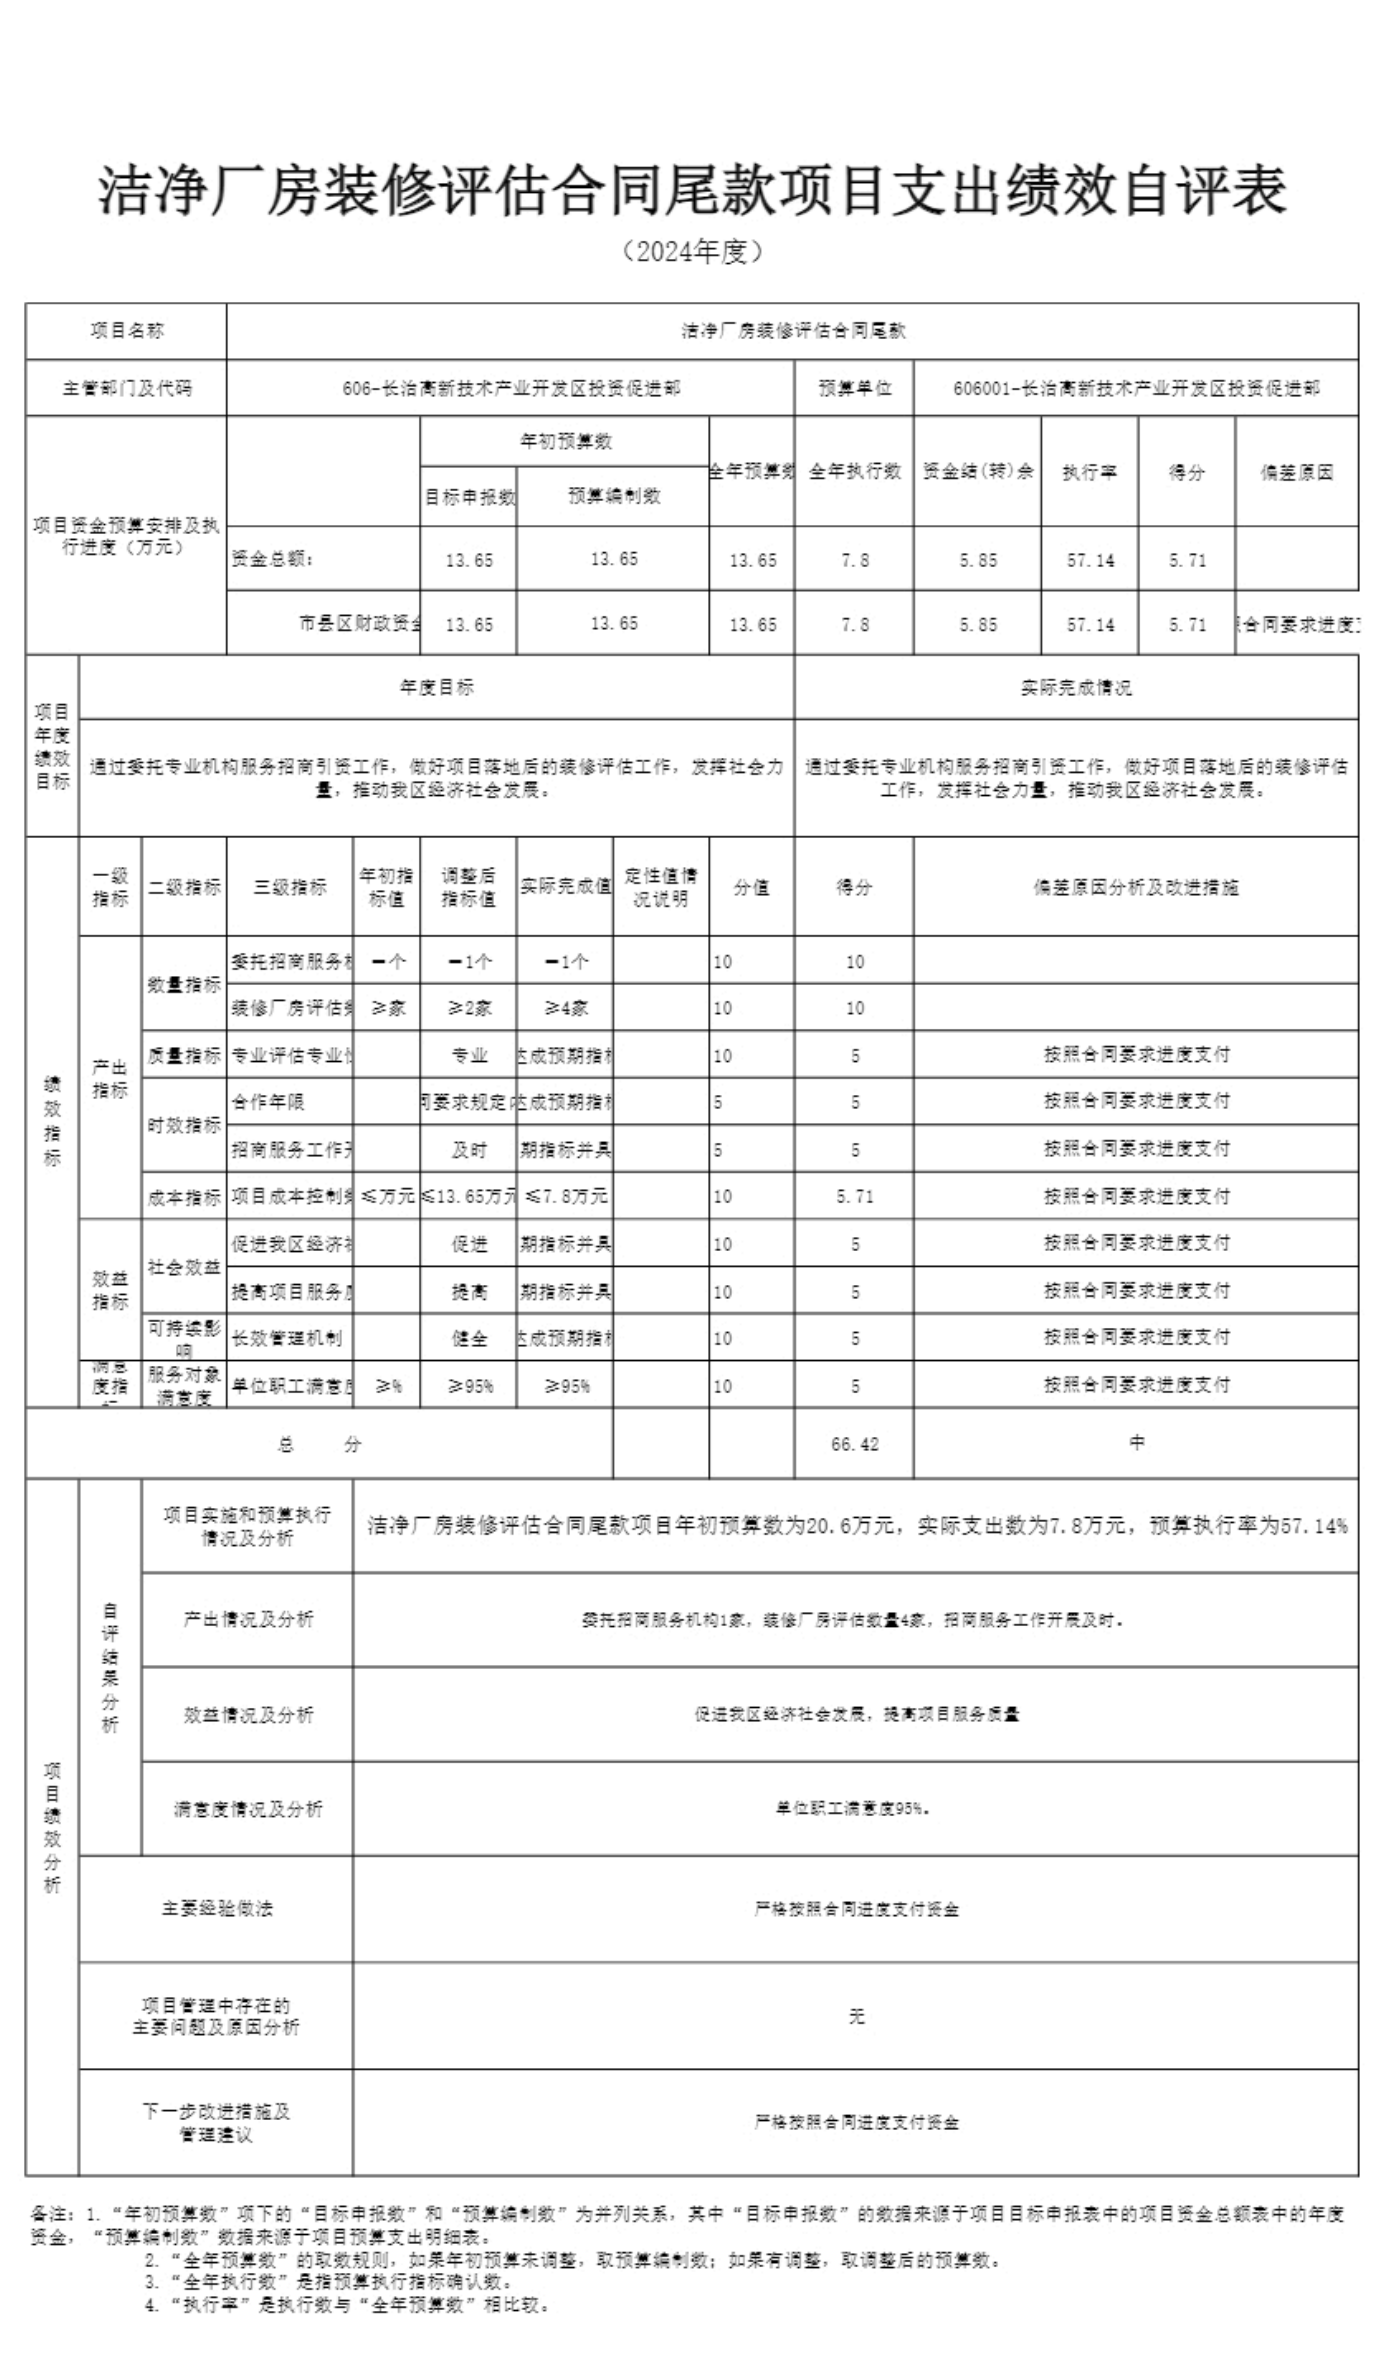 洁净厂房装修评估合同尾款项目支出绩效自评表
（2024年度）
项目名称 洁净厂房装修评估合同尾款
主管部门及代码 606-长治高新技术产业开发区投资促进部 预算单位 606001-长治高新技术产业开发区投资促进部
项目资金预算安排及执
行进度（万元）
年初预算数 全年预算数 全年执行数 资金结(转)余 执行率 得分 偏差原因
目标申报数 预算编制数
资金总额： 13.65 13.65 13.65 7.8 5.85 57.14 5.71
市县区财政资金 13.65 13.65 13.65 7.8 5.85 57.14 5.71 合同要求进度
项目
年度
绩效
目标
年度目标 实际完成情况
通过委托专业机构服务招商引资工作，做好项目落地后的装修评估工作，发挥社会力
量，推动我区经济社会发展。
通过委托专业机构服务招商引资工作，做好项目落地后的装修评估
工作，发挥社会力量，推动我区经济社会发展。
绩
效
指
标
一级
指标
二级指标 三级指标
年初指
标值
调整后
指标值
实际完成值
定性值情
况说明
分值 得分 偏差原因分析及改进措施
产出
指标
数量指标 委托招商服务 =个 =1个 =1个 10 10
装修厂房评估 ≥家 ≥2家 ≥4家 10 10
质量指标 专业评估专业 专业 达成预期指标 10 5 按照合同要求进度支付
时效指标 合作年限 同要求规定 达成预期指标 5 5 按照合同要求进度支付
招商服务工作 及时 期指标并具 5 5 按照合同要求进度支付
成本指标 项目成本控制 ≤万元 ≤13.65万元 ≤7.8万元 10 5.71 按照合同要求进度支付
效益
指标
社会效益 促进我区经济 促进 期指标并具 10 5 按照合同要求进度支付
提高项目服务 提高 期指标并具 10 5 按照合同要求进度支付
可持续影
响
长效管理机制 健全 达成预期指标 10 5 按照合同要求进度支付
满意
度指
服务对象
满意度
单位职工满意度 ≥% ≥95% ≥95% 10 5 按照合同要求进度支付
总 分 66.42 中
项
目
绩
效
分
析
自
评
结
果
分
析
项目实施和预算执行
情况及分析
洁净厂房装修评估合同尾款项目年初预算数为20.6万元，实际支出数为7.8万元，预算执行率为57.14%
产出情况及分析 委托招商服务机构1家，装修厂房评估数量4家，招商服务工作开展及时。
效益情况及分析 促进我区经济社会发展，提高项目服务质量
满意度情况及分析 单位职工满意度95%。
主要经验做法 严格按照合同进度支付资金
项目管理中存在的
主要问题及原因分析
无
下一步改进措施及
管理建议
严格按照合同进度支付资金
备注：1.“年初预算数”项下的“目标申报数”和“预算编制数”为并列关系，其中“目标申报数”的数据来源于项目目标申报表中的项目资金总额表中的年度
资金，“预算编制数”数据来源于项目预算支出明细表。
2.“全年预算数”的取数规则，如果年初预算未调整，取预算编制数；如果有调整，取调整后的预算数。
3.“全年执行数”是指预算执行指标确认数。
4.“执行率”是执行数与“全年预算数”相比较。